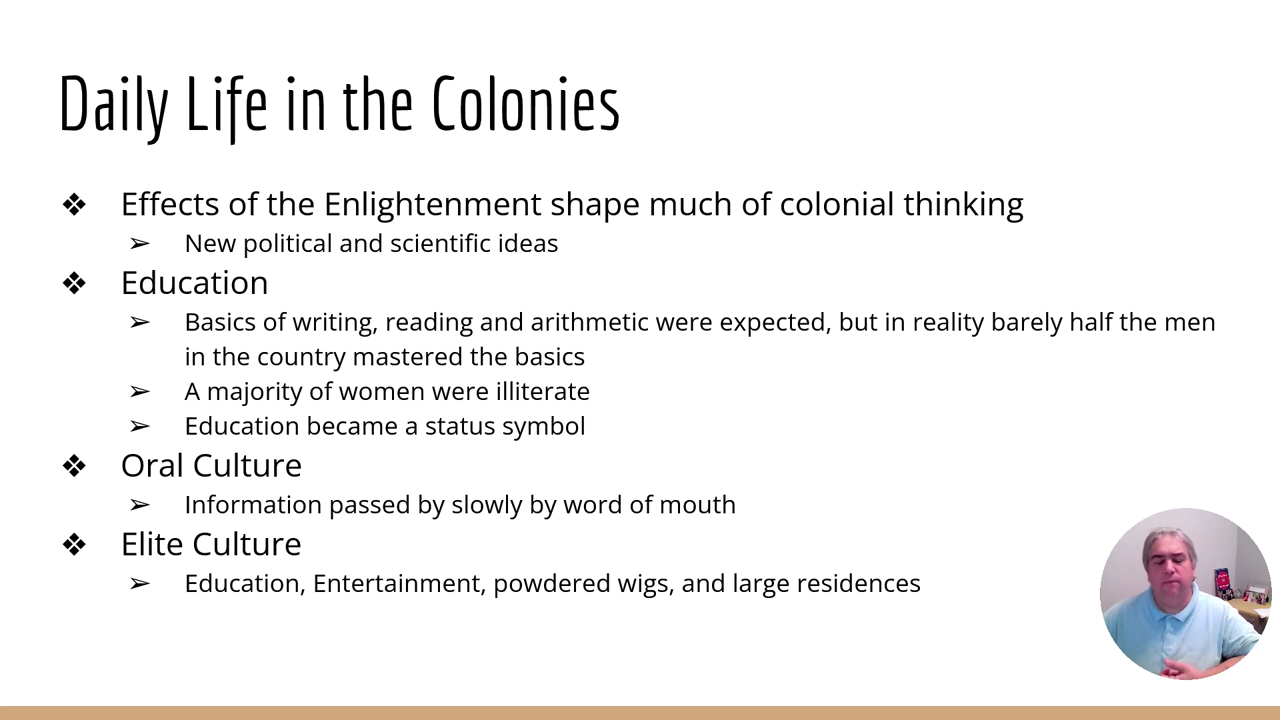 Daily Life in the Colonies
❖ Effects of the Enlightenment shape much of colonial thinking
➢ New political and scientific ideas
❖ Education
➢ Basics of writing, reading and arithmetic were expected, but in reality barely half the men
in the country mastered the basics
➢ A majority of women were illiterate
➢ Education became a status symbol
❖ Oral Culture
➢ Information passed by slowly by word of mouth
❖ Elite Culture
➢ Education, Entertainment, powdered wigs, and large residences